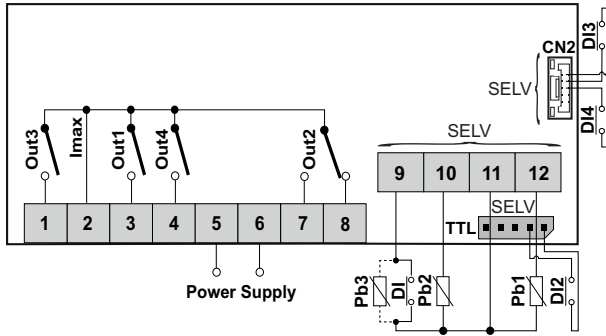 DI3
CN2
SELV
DI4
Out3
Imax
Out1
Out4
Out2
SELV
9 10 11 12
1 2 3 4 5 6 7 8
SELV
TTL
Power Supply
Pb3
DI
Pb2
Pb1
DI2